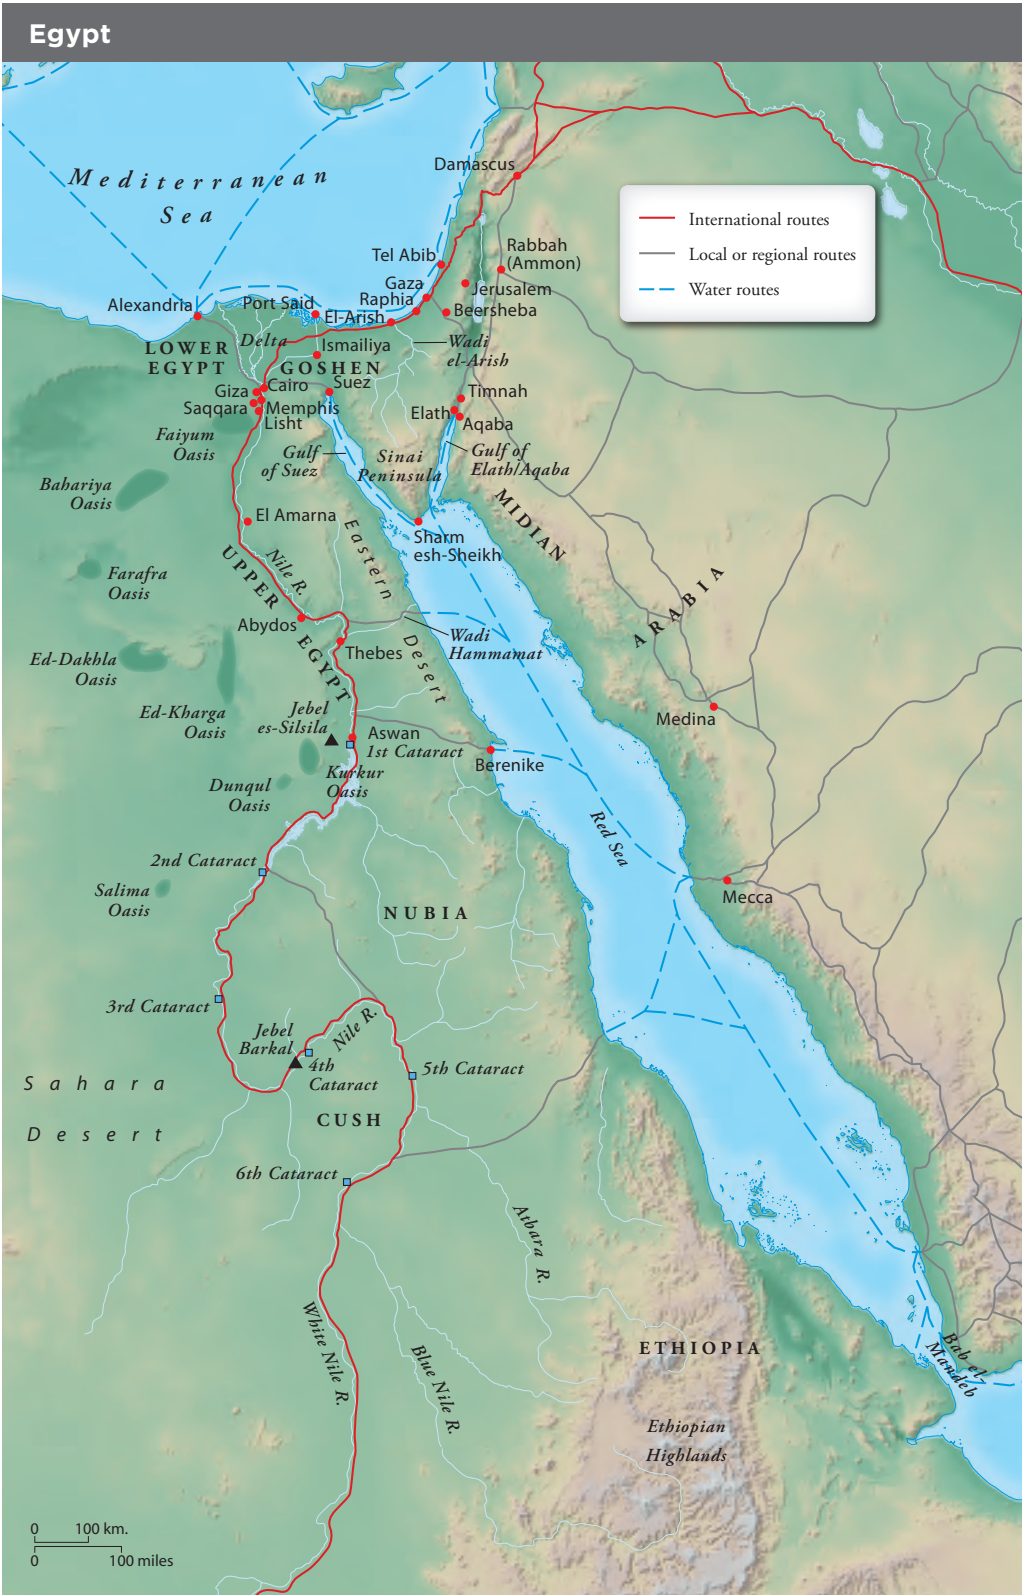 Egypt
Mediterranean
Sea
Damascus
International routes
Local or regional routes
Water routes
Tel Abib
Rabbah
(Ammon)
Gaza
Jerusalem
Raphia
Alexandria
Port Said
El-Arish
Beersheba
LOWER
EGYPT
Delta
Ismailiya
Wadi
el-Arish
GOSHEN
Giza
Cairo
Suez
Timnah
Saqqara
Memphis
Elath
Aqaba
Lisht
Faiyum
Oasis
Gulf
of Suez
Sinai
Peninsula
Gulf of
Elath/Aqaba
Bahariya
Oasis
MIDIAN
El Amarna
Eastern
Desert
Sharm
esh-Sheikh
UPPER
EGYPT
Nile R.
Farafra
Oasis
ARABIA
Abydos
Wadi
Hammamat
Thebes
Ed-Dakhla
Oasis
Ed-Kharga
Oasis
Jebel
es-Silsila
Medina
Aswan
1st Cataract
Berenike
Kurkur
Oasis
Dunqul
Oasis
Red Sea
2nd Cataract
Salima
Oasis
Mecca
NUBIA
3rd Cataract
Nile R.
Jebel
Barkal
4th
Cataract
5th Cataract
Sahara
Desert
CUSH
6th Cataract
Atbara R.
White Nile R.
Blue Nile R.
ETHIOPIA
Bab el-
Mandeb
Ethiopian
Highlands
0 100 km.
0 100 miles